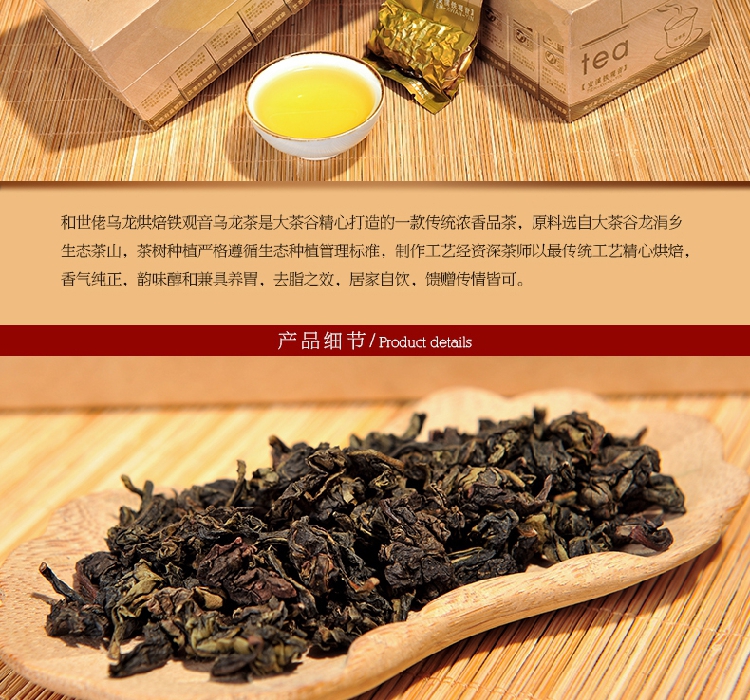 tea
和世佬乌龙烘焙铁观音乌龙茶是大茶谷精心打造的一款传统浓香品茶，原料选自大茶谷龙涓乡
生态茶山，茶树种植严格遵循生态种植管理标准，制作工艺经资深茶师以最传统工艺精心烘焙，
香气纯正，韵味醇和兼具养胃，去脂之效，居家自饮，馈赠传情皆可。
产品细节/Product details